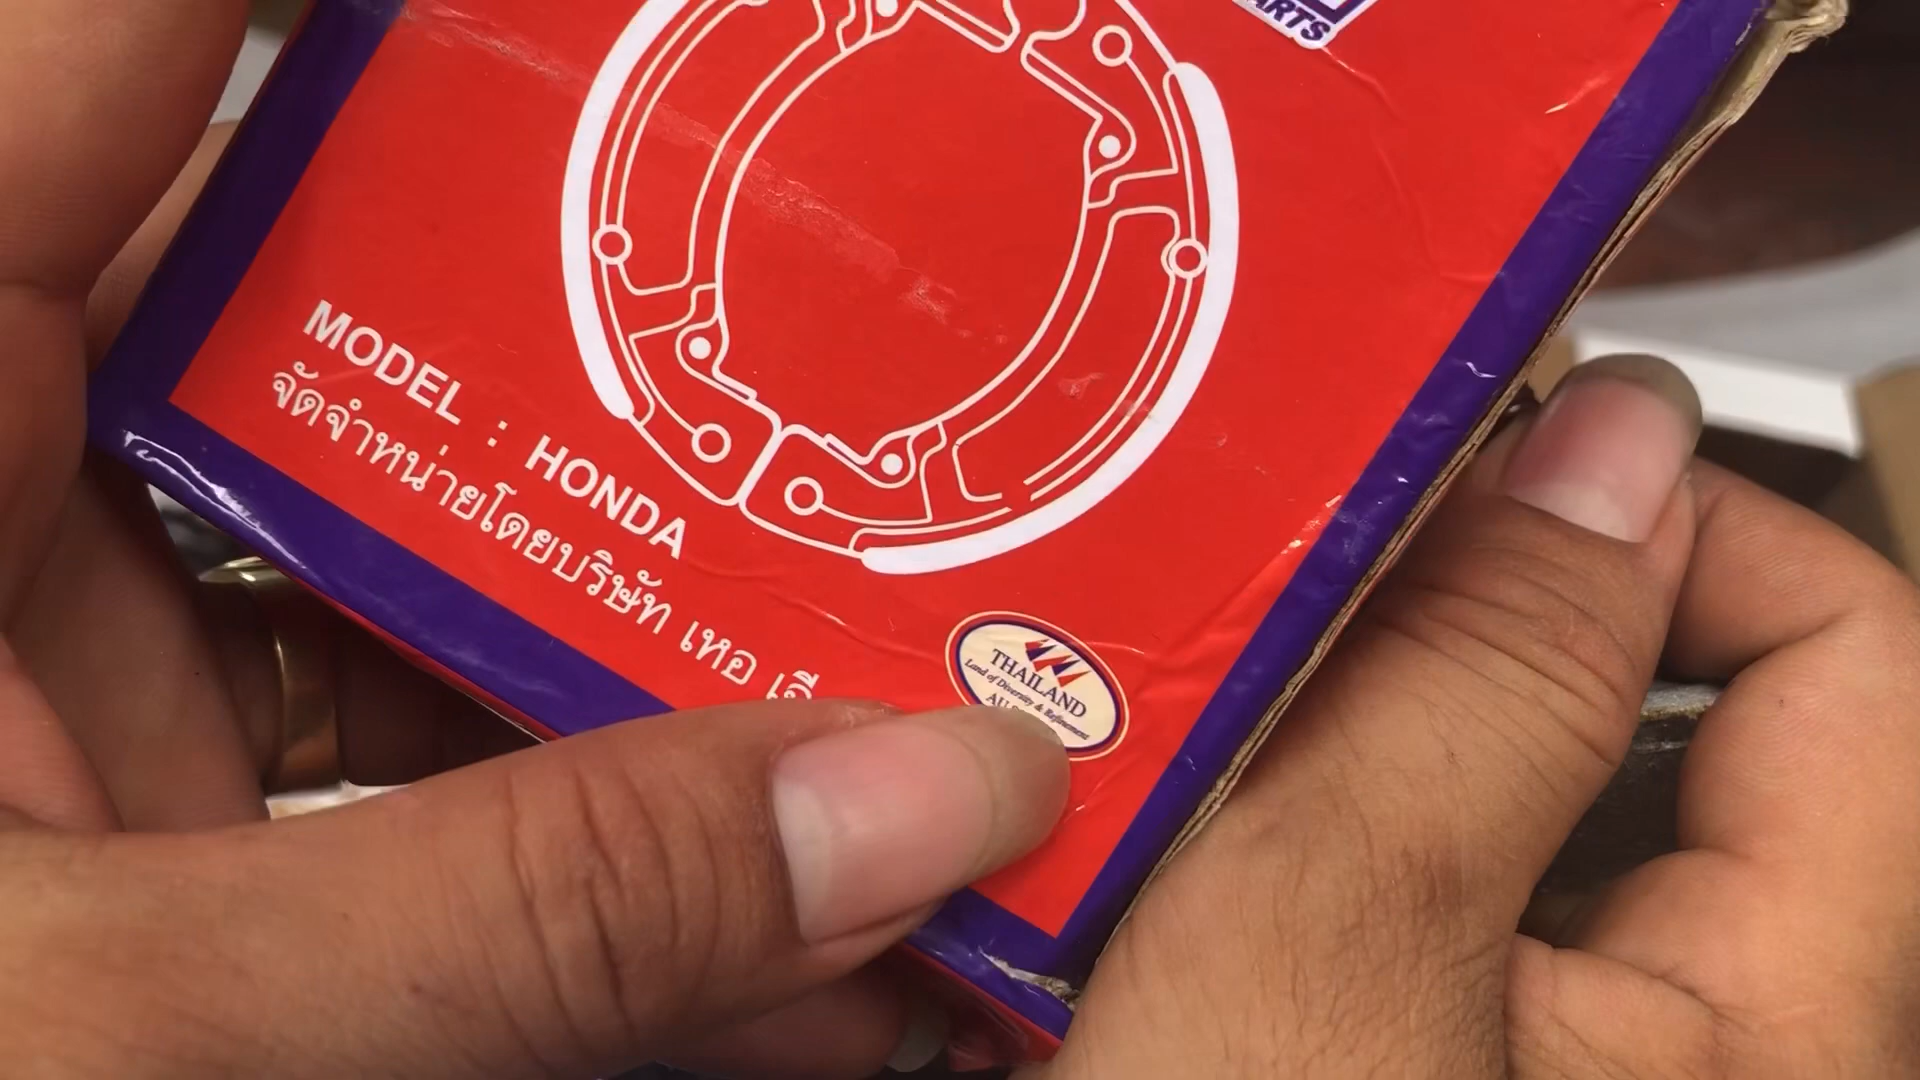 MODEL : HONDA
จัดจำหน่ายโดยบริษัท เหอ
THAILAND
Land of Diversity & Refinement